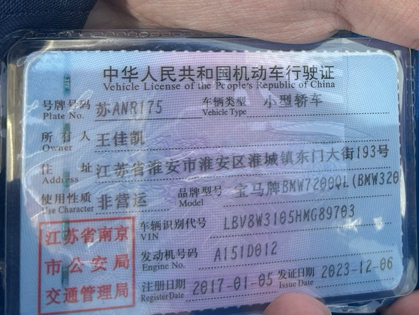 中华人民共和国机动车行驶证
Vehicle License of the People's Republic of China
号牌号码 苏ANR175 车辆类型 小型轿车
Plate No. Vehicle Type
所有人 王佳凯
Owner
住址 江苏省淮安市淮安区淮城镇东门大街193号
Address
使用性质 非营运 品牌型号 宝马牌BMW7200QL(BMW320
Use Character Model
江苏省南京
市公安局
交通管理局
车辆识别代号 LBV8W3105HMG89703
VIN
发动机号码 A151D012
Engine No.
注册日期 2017-01-05 发证日期 2023-12-06
Register Date Issue Date